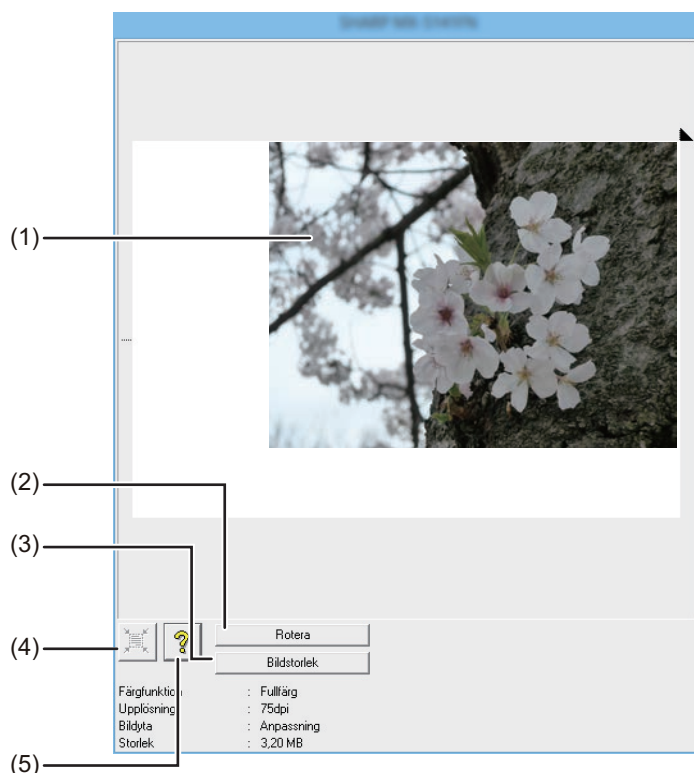 (1)
(2)
(3)
(4)
(5)
Rotera
Bildstorlek
Färgfunktion : Fullfärg
Upplösning : 75dpi
Bildyta : Anpassning
Storlek : 3,20 MB